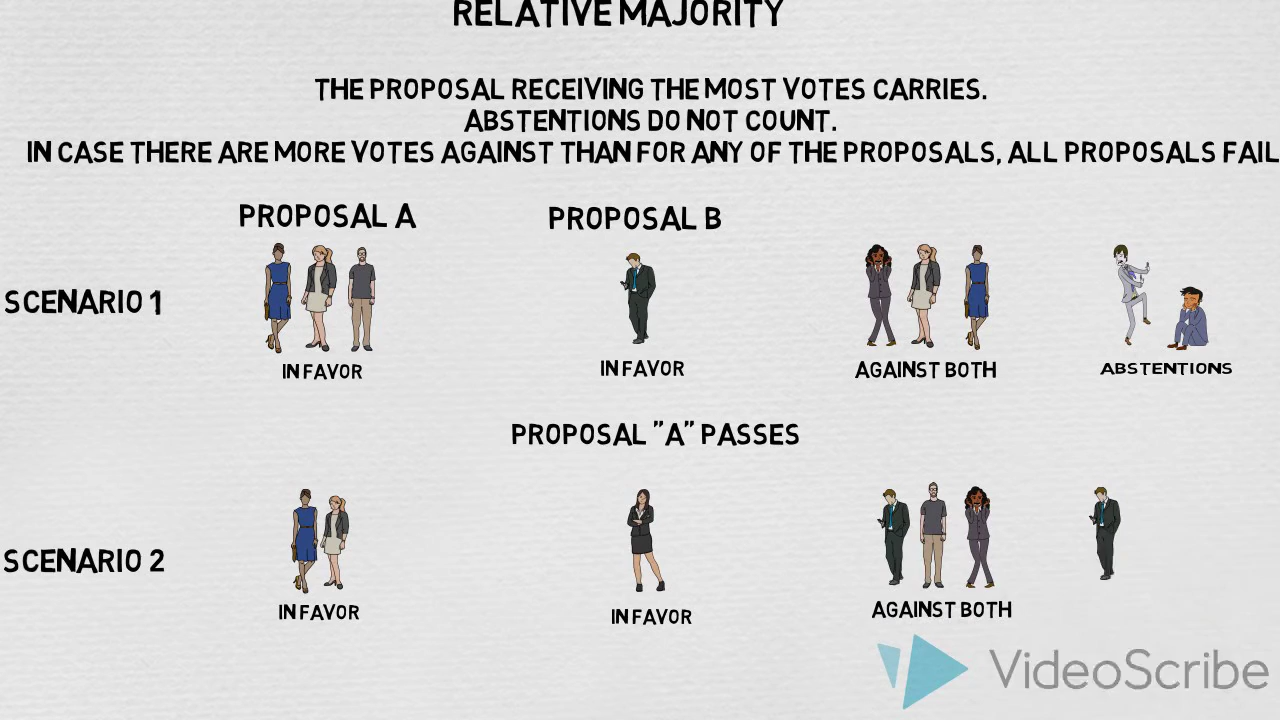 RELATIVE MAJORITY
THE PROPOSAL RECEIVING THE MOST VOTES CARRIES.
ABSTENTIONS DO NOT COUNT.
IN CASE THERE ARE MORE VOTES AGAINST THAN FOR ANY OF THE PROPOSALS, ALL PROPOSALS FAIL
PROPOSAL A
PROPOSAL B
SCENARIO 1
IN FAVOR
IN FAVOR
AGAINST BOTH
ABSTENTIONS
PROPOSAL "A" PASSES
SCENARIO 2
IN FAVOR
IN FAVOR
AGAINST BOTH
VideoScribe